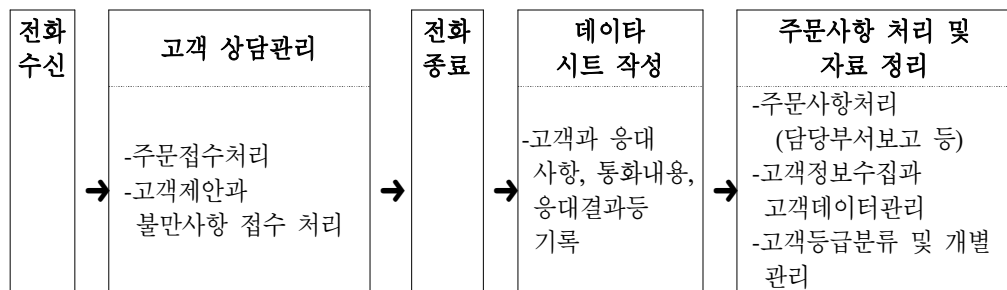 전화
수신
고객 상담관리
-주문접수처리
-고객제안과
불만사항 접수 처리
전화
종료
데이타
시트 작성
-고객과 응대
사항, 통화내용,
응대결과등
기록
주문사항 처리 및
자료 정리
-주문사항처리
(담당부서보고 등)
-고객정보수집과
고객데이터관리
-고객등급분류 및 개별
관리